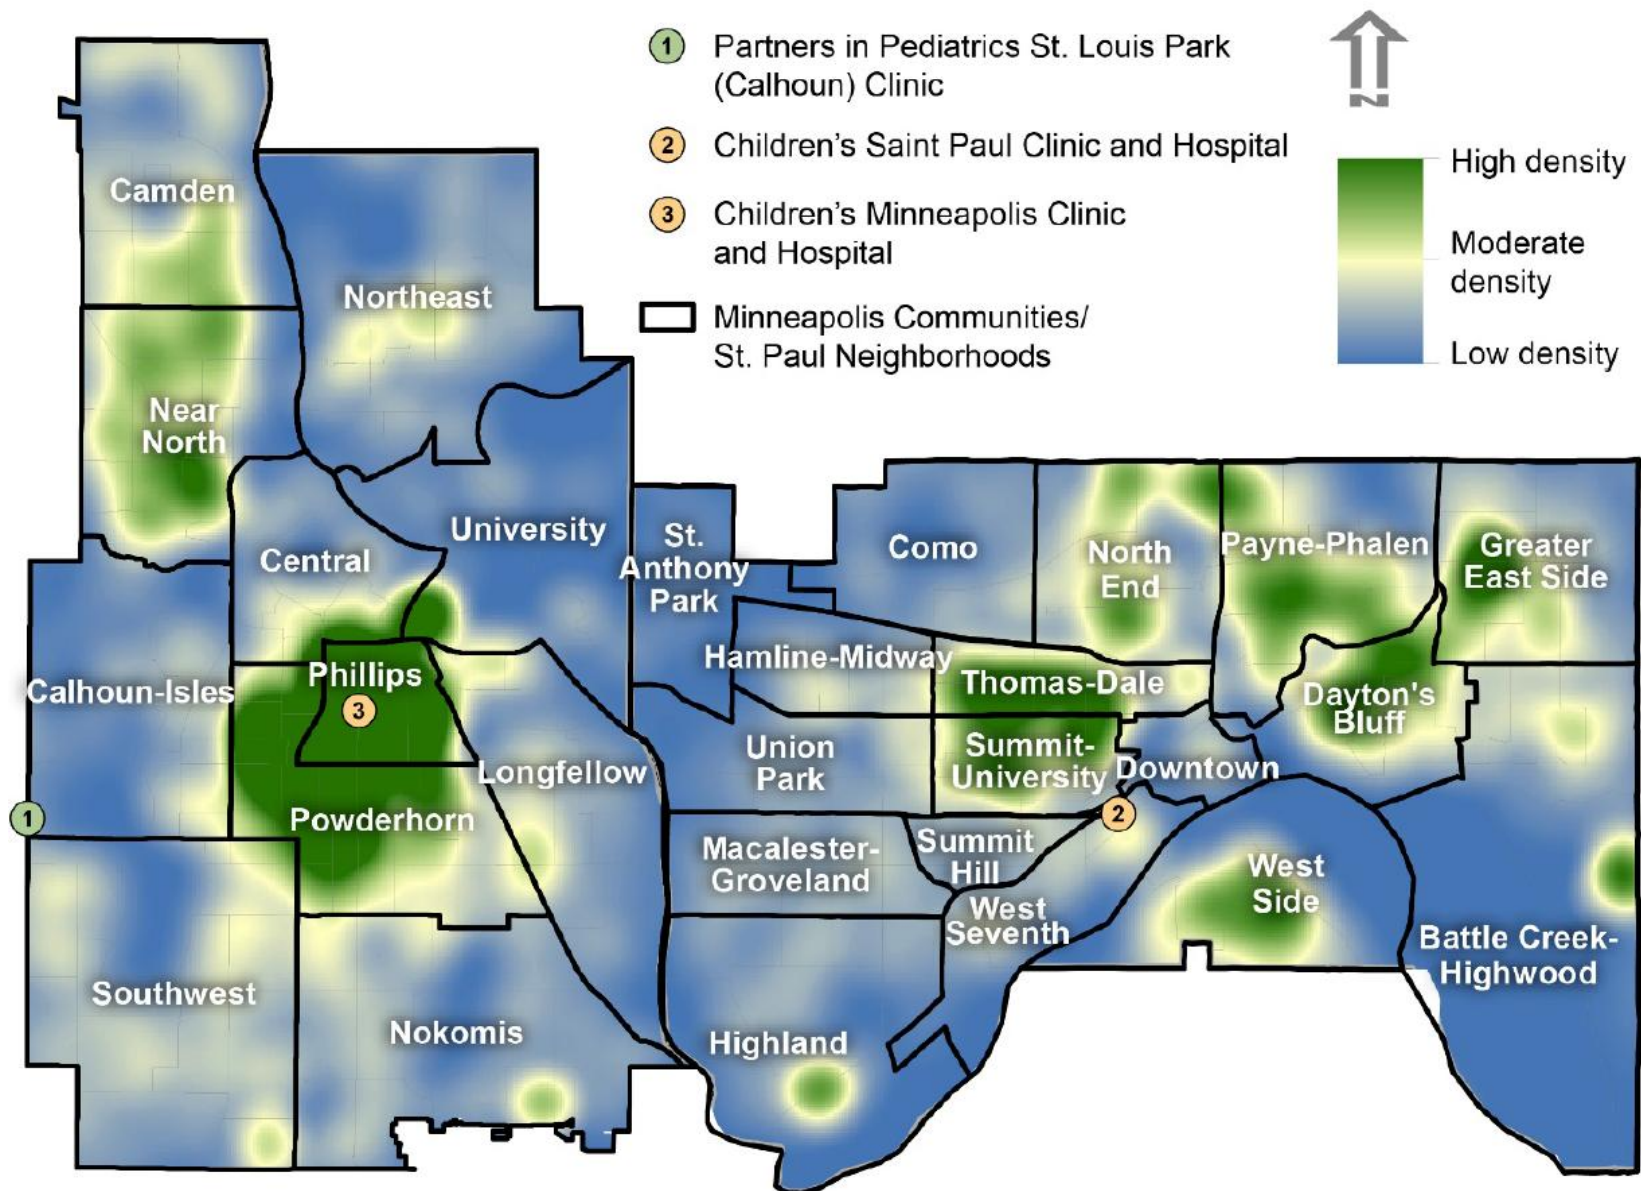 1 Partners in Pediatrics St. Louis Park
(Calhoun) Clinic
2 Children's Saint Paul Clinic and Hospital
3 Children's Minneapolis Clinic
and Hospital
Minneapolis Communities/
St. Paul Neighborhoods
N
High density
Moderate
density
Low density
Camden
Northeast
Near
North
University
Central
St.
Anthony
Park
Como
North
End
Payne-Phalen
Greater
East Side
Calhoun-Isles
Phillips
3
Hamline-Midway
Thomas-Dale
Dayton's
Bluff
Longfellow
Union
Park
Summit-
University
Downtown
1
Powderhorn
2
Macalester-
Groveland
Summit
Hill
West
Side
West
Seventh
Battle Creek-
Highwood
Southwest
Nokomis
Highland